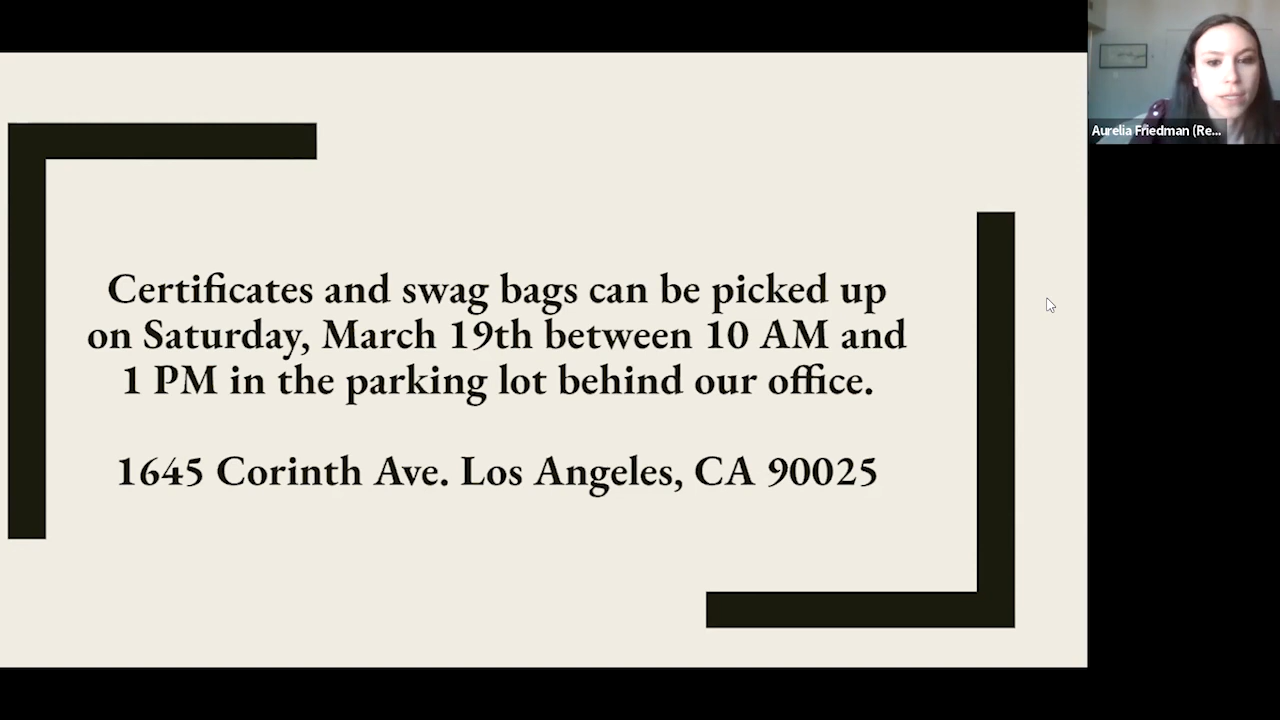 Certificates and swag bags can be picked up
on Saturday, March 19th between 10 AM and
1 PM in the parking lot behind our office.
1645 Corinth Ave. Los Angeles, CA 90025
Aurelia Friedman (Re...